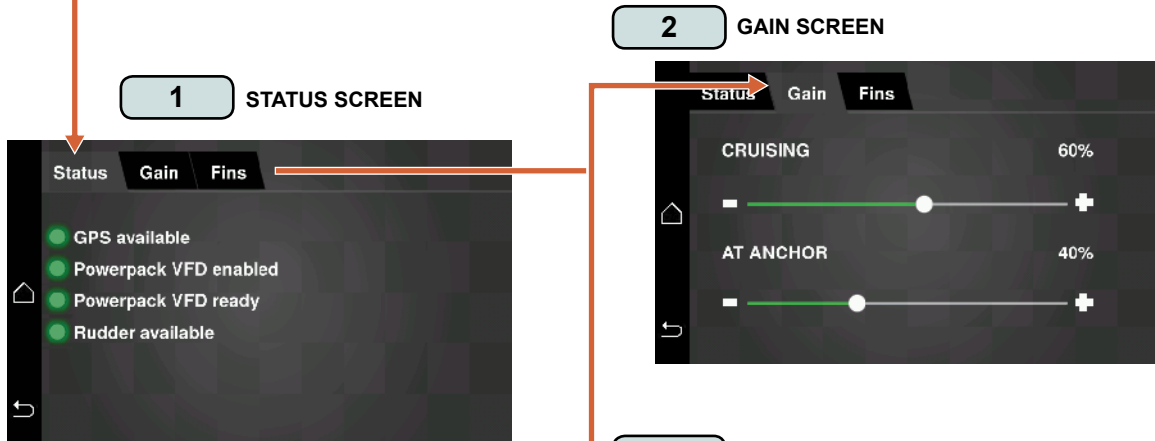 1 STATUS SCREEN
Status Gain Fins
GPS available
Powerpack VFD enabled
Powerpack VFD ready
Rudder available
2 GAIN SCREEN
Status Gain Fins
CRUISING 60%
AT ANCHOR 40%